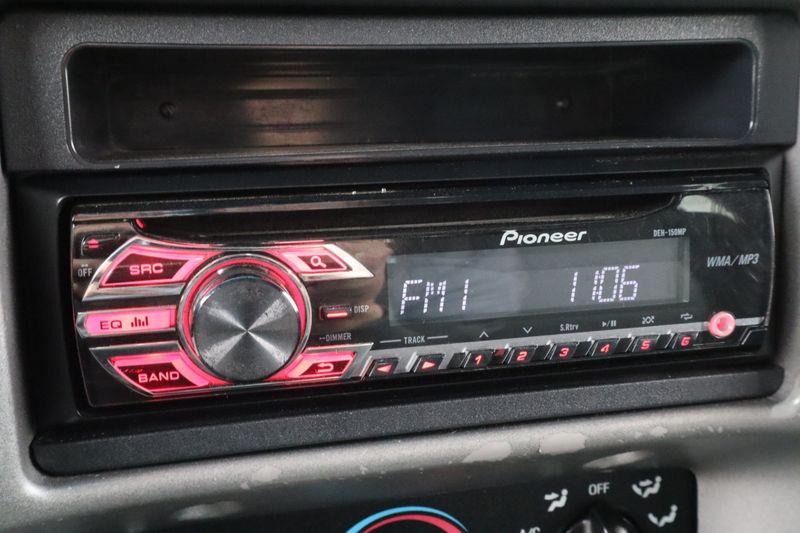 Pioneer
DEH-150MP
OFF
SRC
WMA/MP3
FM1 11:06
EQ
DISP
DIMMER
BAND
TRACK
S.Rtrv
1 2 3 4 5 6
OFF
A/C